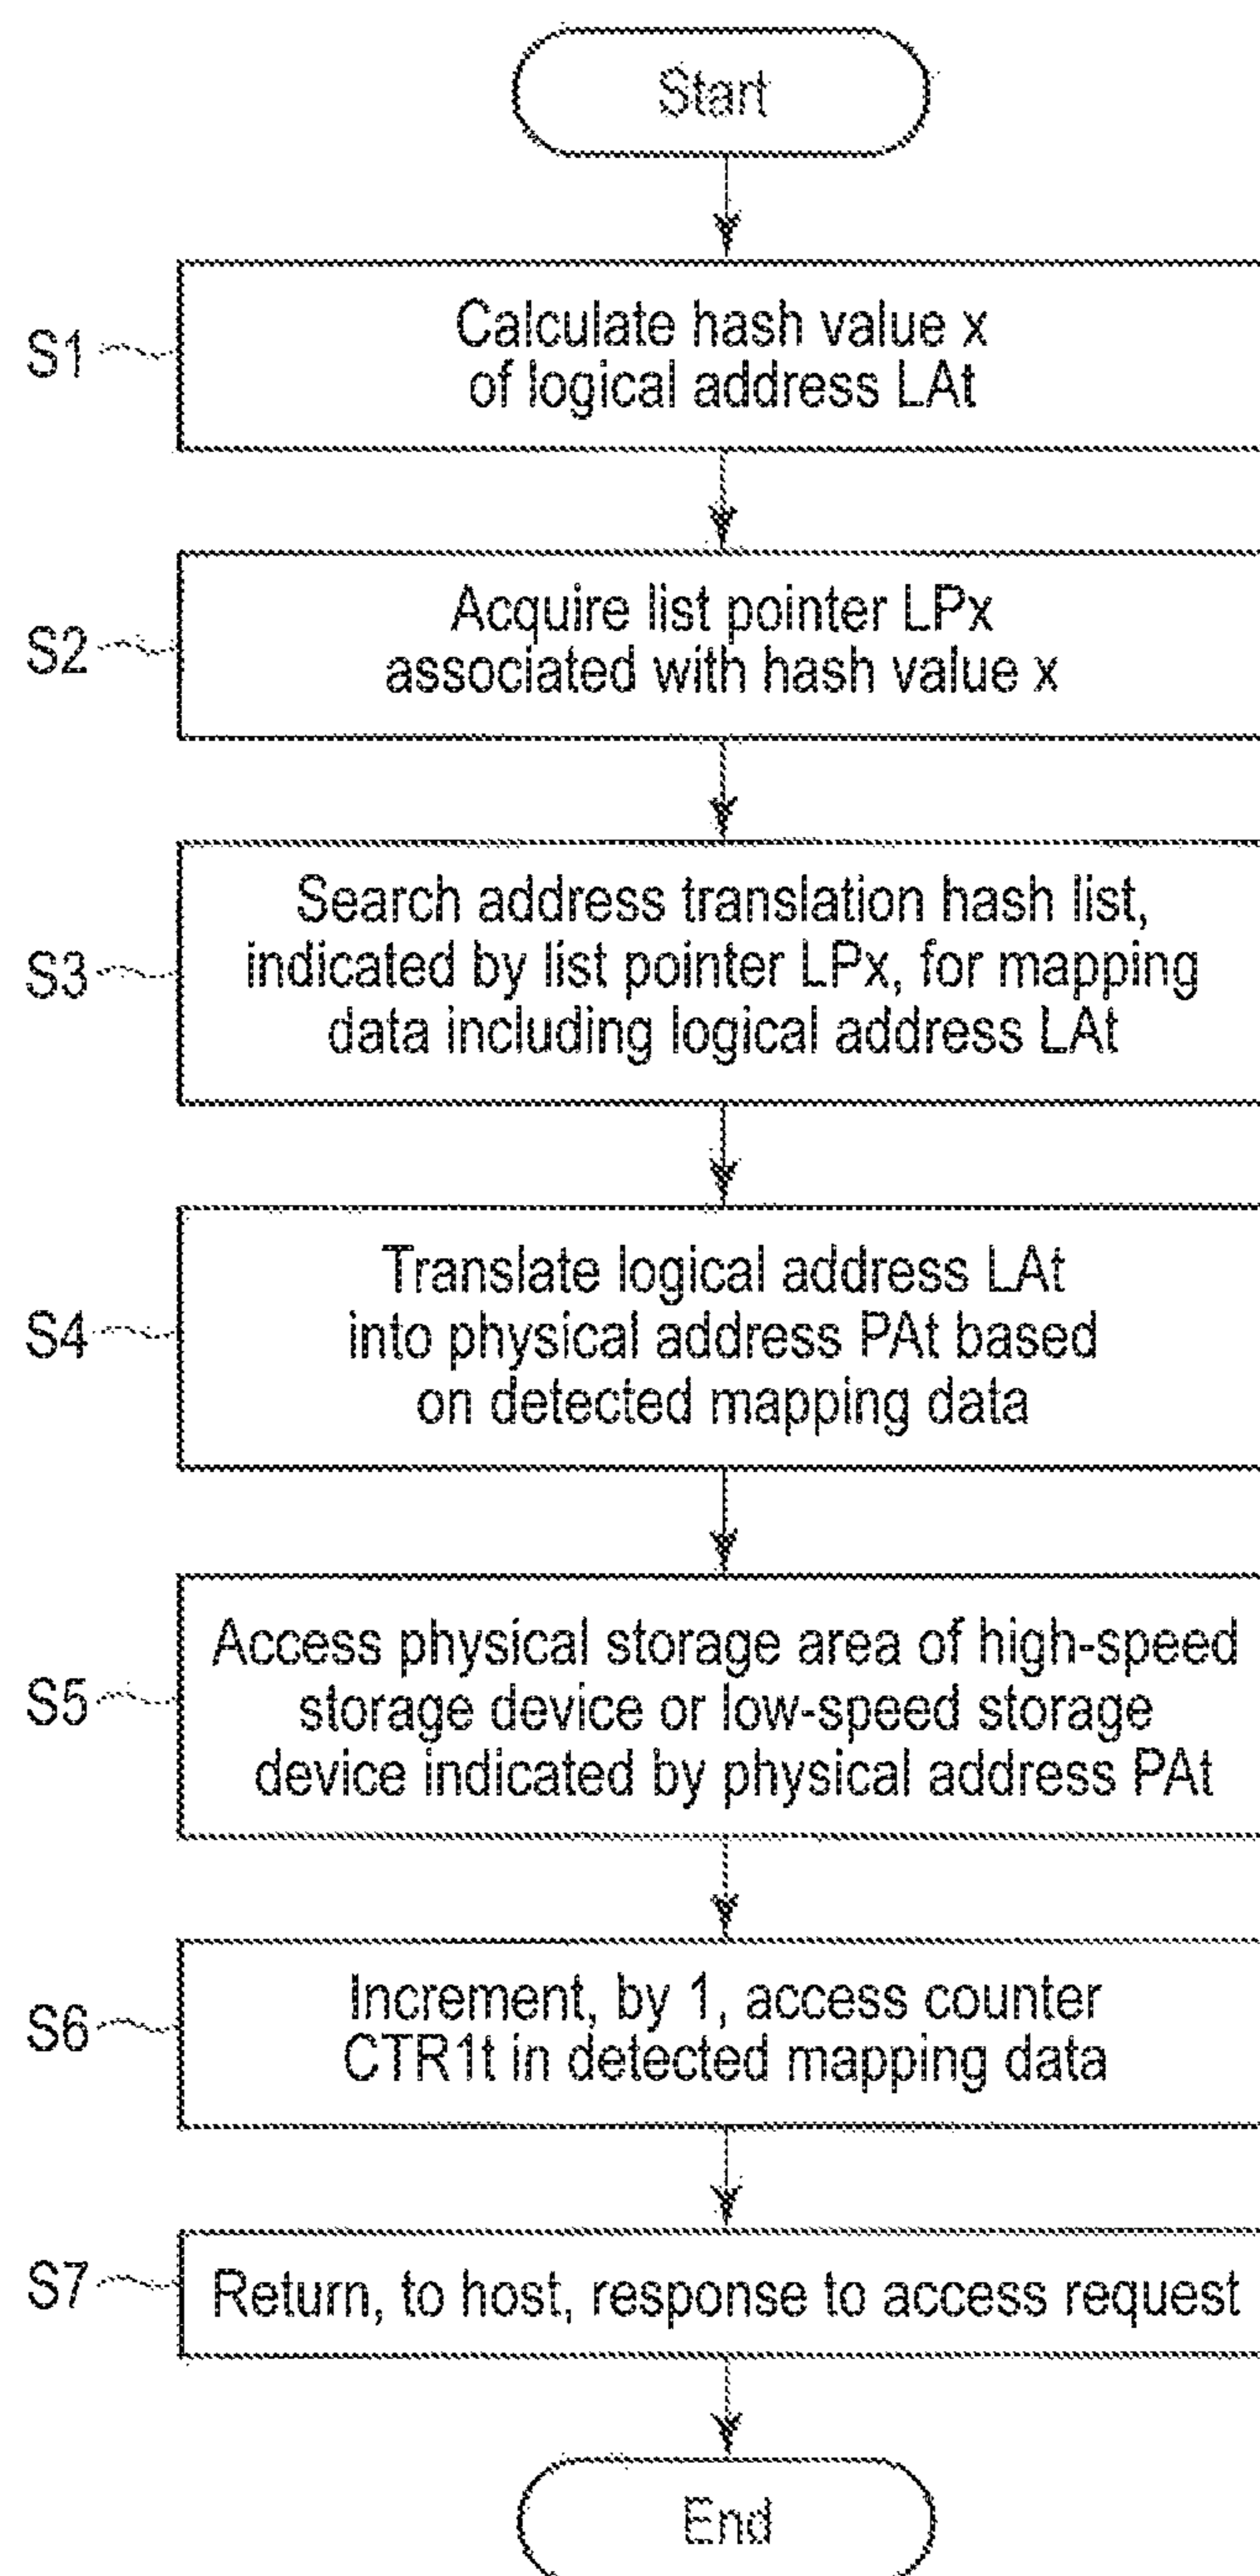 Start
S1
Calculate hash value x
of logical address LAt
S2
Acquire list pointer LPx
associated with hash value x
S3
Search address translation hash list,
indicated by list pointer LPx, for mapping
data including logical address LAt
S4
Translate logical address LAt
into physical address PAt based
on detected mapping data
S5
Access physical storage area of high-speed
storage device or low-speed storage
device indicated by physical address PAt
S6
Increment, by 1, access counter
CTR1t in detected mapping data
S7
Return, to host, response to access request
End